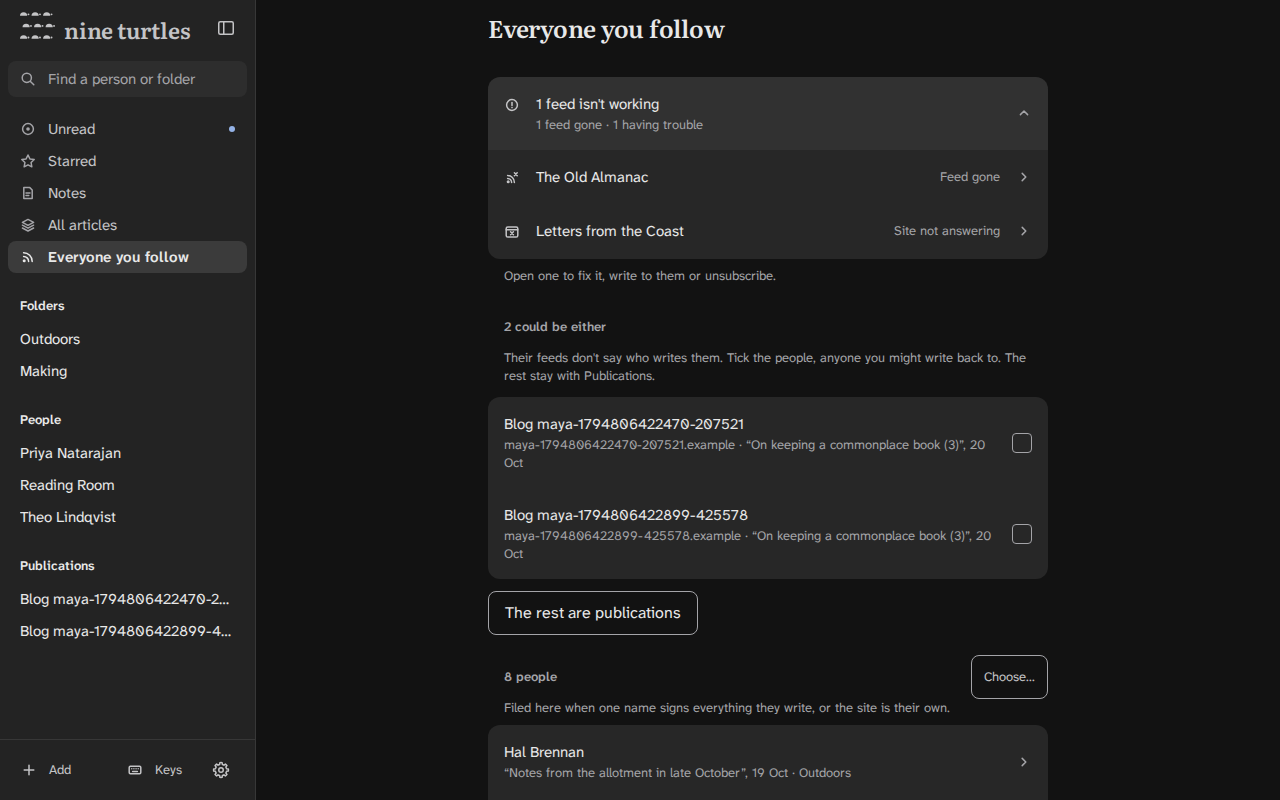 nine turtles
Find a person or folder
Unread
Starred
Notes
All articles
Everyone you follow
Folders
Outdoors
Making
People
Priya Natarajan
Reading Room
Theo Lindqvist
Publications
Blog maya-1794806422470-2...
Blog maya-1794806422899-4...
Add
Keys
Everyone you follow
1 feed isn't working
1 feed gone · 1 having trouble
The Old Almanac
Feed gone
Letters from the Coast
Site not answering
Open one to fix it, write to them or unsubscribe.
2 could be either
Their feeds don't say who writes them. Tick the people, anyone you might write back to. The
rest stay with Publications.
Blog maya-1794806422470-207521
maya-1794806422470-207521.example · “On keeping a commonplace book (3)”, 20
Oct
Blog maya-1794806422899-425578
maya-1794806422899-425578.example · “On keeping a commonplace book (3)”, 20
Oct
The rest are publications
8 people
Choose...
Filed here when one name signs everything they write, or the site is their own.
Hal Brennan
“Notes from the allotment in late October”, 19 Oct · Outdoors